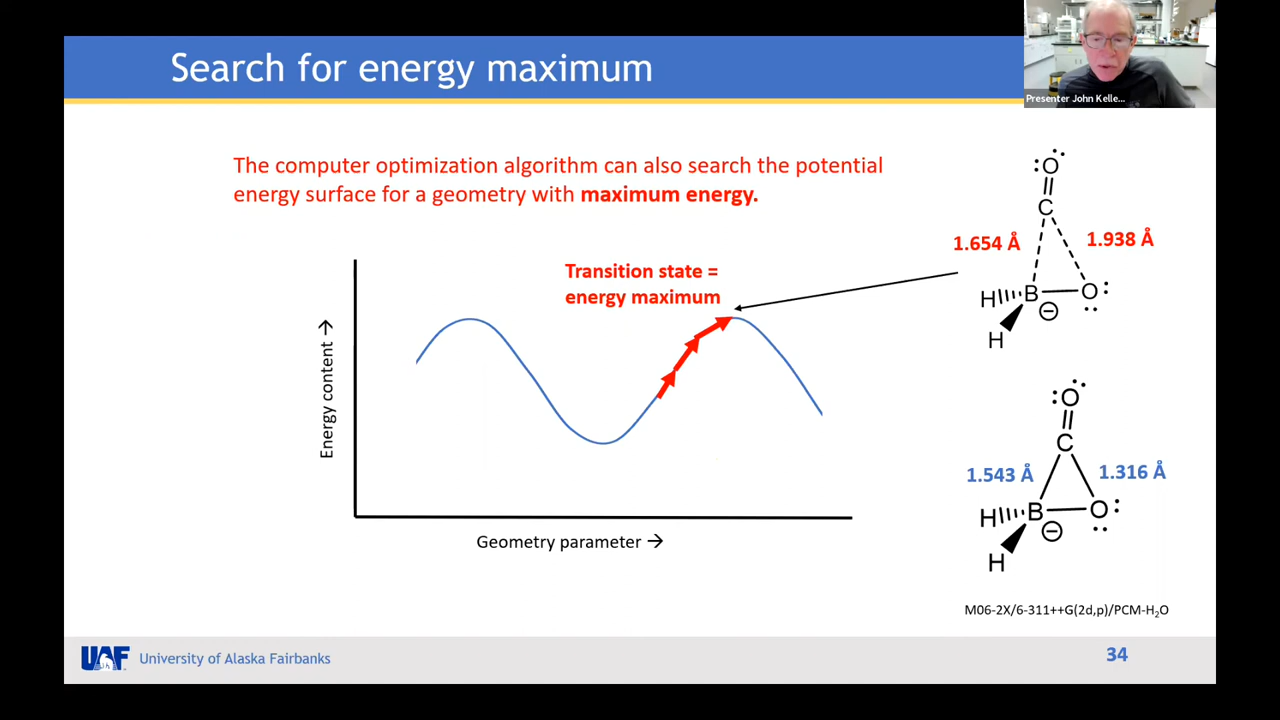 Search for energy maximum
Presenter John Kelle...
The computer optimization algorithm can also search the potential
energy surface for a geometry with maximum energy.
Transition state =
energy maximum
Energy content →
Geometry parameter →
:Ö:
C
1.654 Å
1.938 Å
H
B
O:
⊖
H
:Ö:
C
1.543 Å
1.316 Å
H
B
O:
⊖
H
M06-2X/6-311++G(2d,p)/PCM-H₂O
UAF
University of Alaska Fairbanks
34